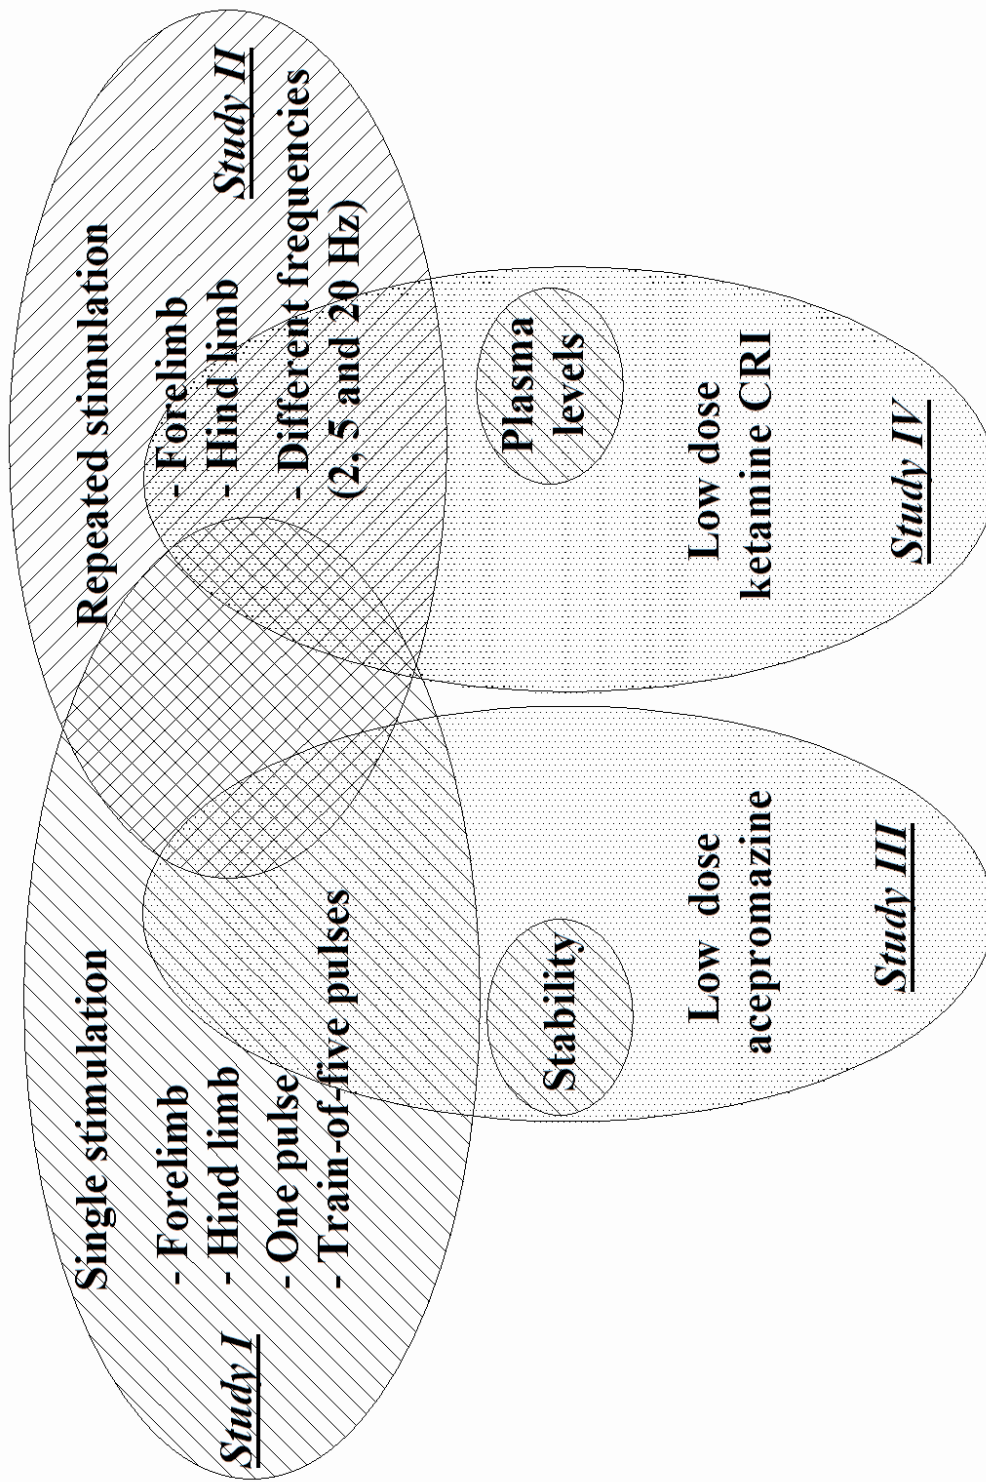 Single stimulation
- Forelimb
- Hind limb
- One pulse
- Train-of-five pulses
Study I
Repeated stimulation
- Forelimb
- Hind limb
- Different frequencies
(2, 5 and 20 Hz)
Study II
Stability
Low dose
acepromazine
Study III
Plasma
levels
Low dose
ketamine CRI
Study IV